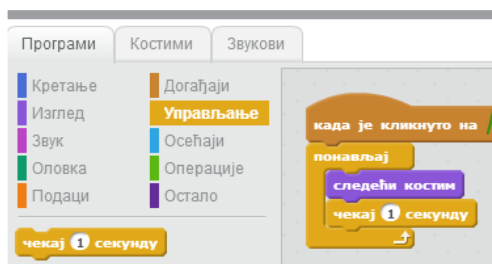 Програми Костими Звукови
Кретање Догађаји
Изглед Управљање
Звук Осећаји
Оловка Операције
Подаци Остало
чекај 1 секунду
када је кликнуто на
понављај
следећи костим
чекај 1 секунду